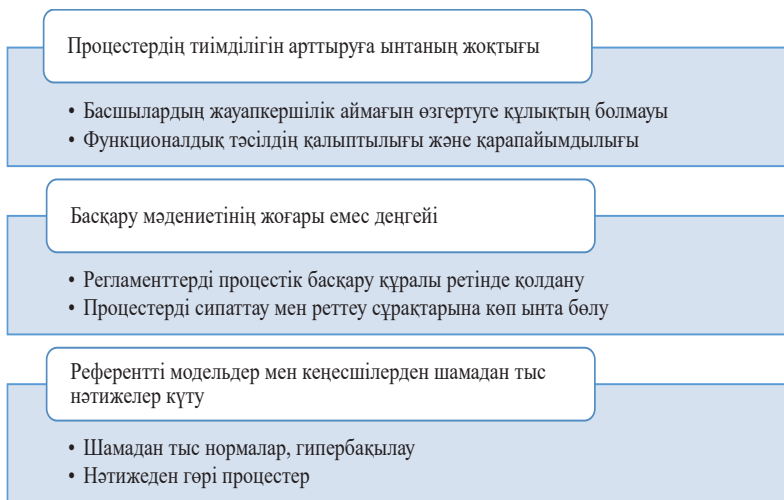 Процестердің тиімділігін арттыруға ынтаның жоқтығы
• Басшылардың жауапкершілік аймағын өзгертуге құлықтың болмауы
• Функционалдық тәсілдің қалыптылығы және қарапайымдылығы
Басқару мәдениетінің жоғары емес деңгейі
• Регламенттерді процестік басқару құралы ретінде қолдану
• Процестерді сипаттау мен реттеу сұрақтарына көп ынта бөлу
Референтті модельдер мен кеңесшілерден шамадан тыс
нәтижелер күту
• Шамадан тыс нормалар, гипербақылау
• Нәтижеден гөрі процестер